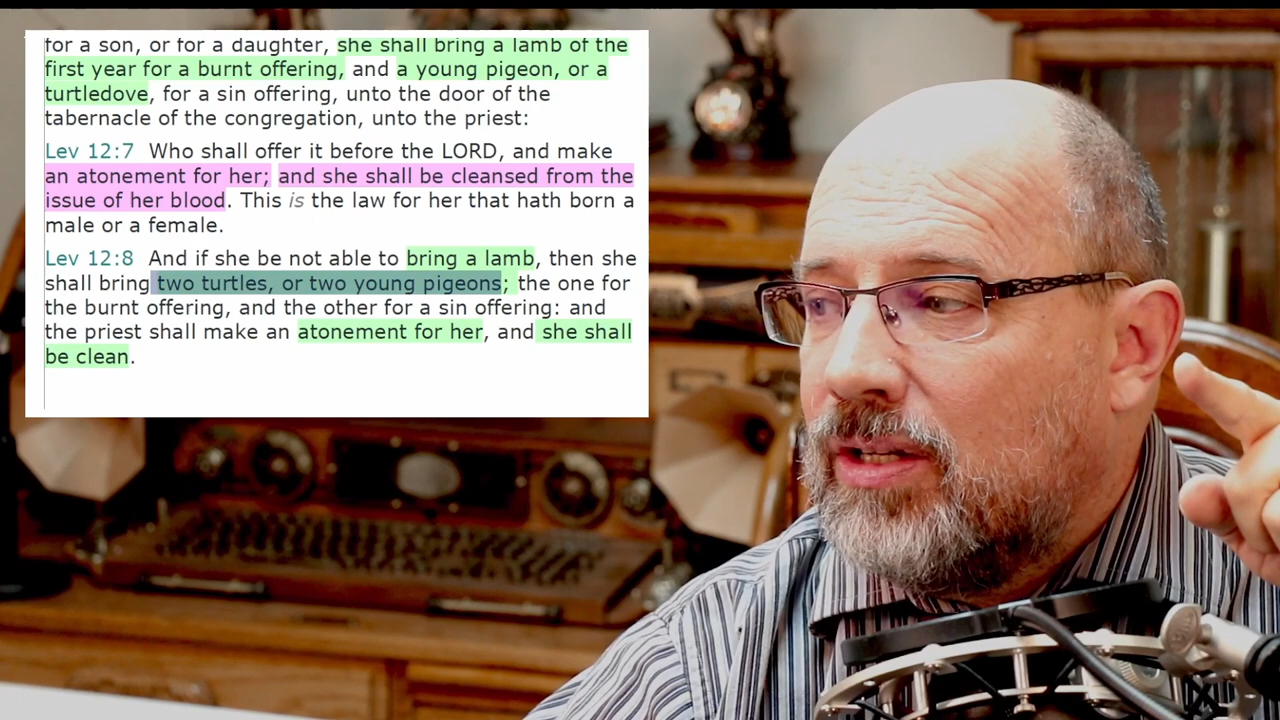 for a son, or for a daughter, she shall bring a lamb of the
first year for a burnt offering, and a young pigeon, or a
turtledove, for a sin offering, unto the door of the
tabernacle of the congregation, unto the priest:
Lev 12:7 Who shall offer it before the LORD, and make
an atonement for her; and she shall be cleansed from the
issue of her blood. This is the law for her that hath born a
male or a female.
Lev 12:8 And if she be not able to bring a lamb, then she
shall bring two turtles, or two young pigeons; the one for
the burnt offering, and the other for a sin offering: and
the priest shall make an atonement for her, and she shall
be clean.